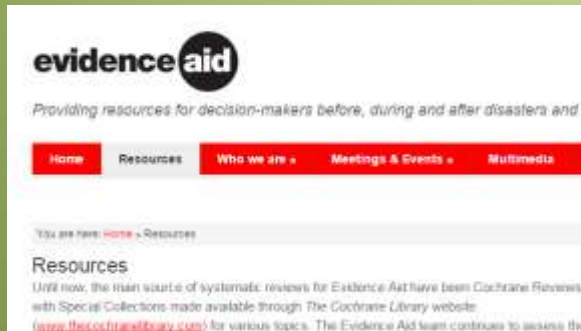 evidence aid
Providing resources for decision-makers before, during and after disasters and
Home Resources Who we are » Meetings & Events » Multimedia
You are here: Home » Resources
Resources
Until now, the main source of systematic reviews for Evidence Aid have been Cochrane Reviews
with Special Collections made available through The Cochrane Library website
(www.thecochranelibrary.com) for various topics. The Evidence Aid team continues to assess the